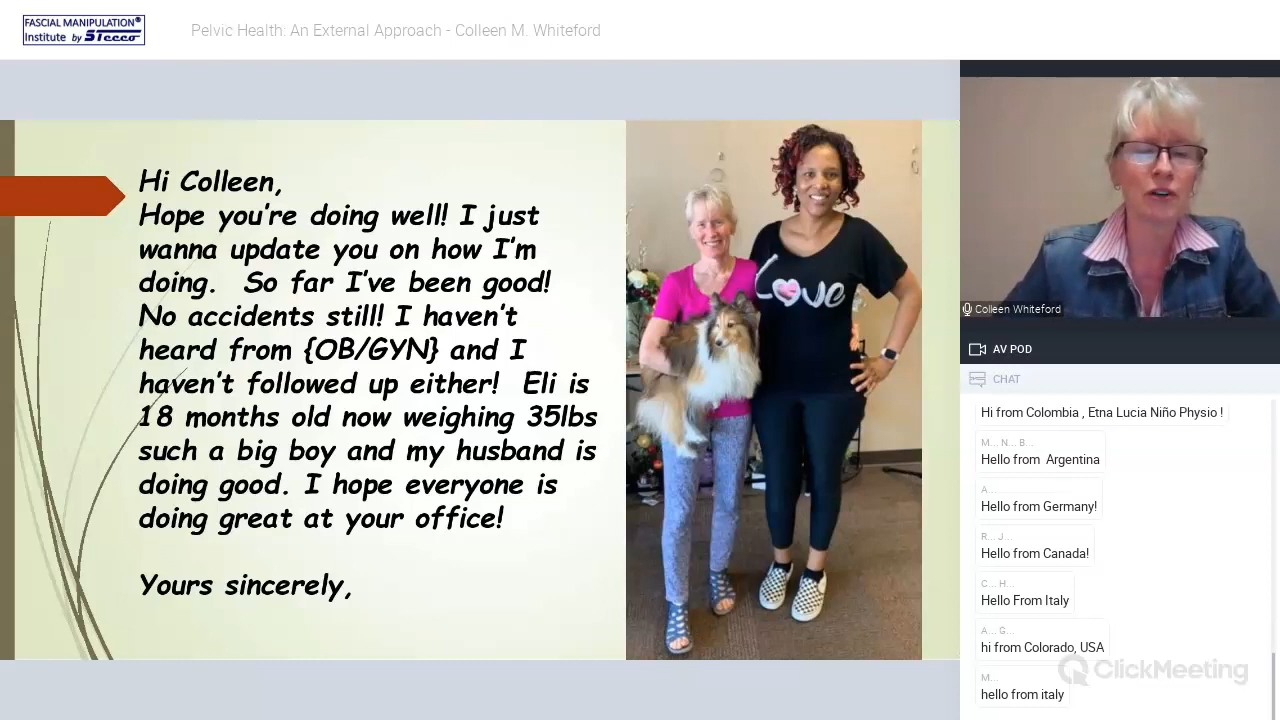 FASCIAL MANIPULATION®
Institute by STECCO
Pelvic Health: An External Approach - Colleen M. Whiteford
Hi Colleen,
Hope you're doing well! I just
wanna update you on how I'm
doing. So far I've been good!
No accidents still! I haven't
heard from {OB/GYN} and I
haven't followed up either! Eli is
18 months old now weighing 35lbs
such a big boy and my husband is
doing good. I hope everyone is
doing great at your office!
Yours sincerely,
Love
Colleen Whiteford
AV POD
CHAT
Hi from Colombia , Etna Lucia Niño Physio !
M... N... B...
Hello from Argentina
A...
Hello from Germany!
R... J...
Hello from Canada!
C... H...
Hello From Italy
A... G...
hi from Colorado, USA
M...
hello from italy
ClickMeeting